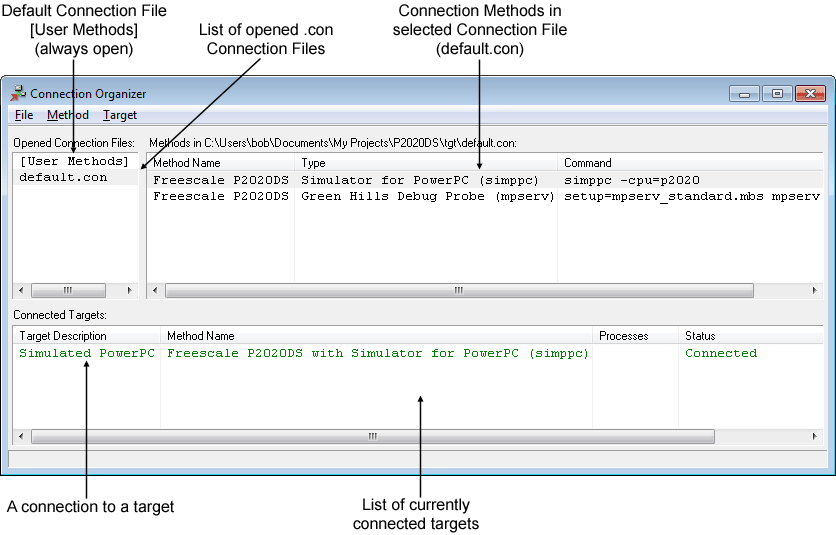 Default Connection File
[User Methods]
(always open)
List of opened .con
Connection Files
Connection Methods in
selected Connection File
(default.con)
Connection Organizer
File Method Target
Opened Connection Files:
Methods in C:\Users\bob\Documents\My Projects\P2020DS\tgt\default.con:
[User Methods]
default.con
Method Name Type Command
Freescale P2020DS Simulator for PowerPC (simppc) simppc -cpu=p2020
Freescale P2020DS Green Hills Debug Probe (mpserv) setup=mpserv_standard.mbs mpserv
Connected Targets:
Target Description Method Name Processes Status
Simulated PowerPC Freescale P2020DS with Simulator for PowerPC (simppc) Connected
A connection to a target
List of currently
connected targets